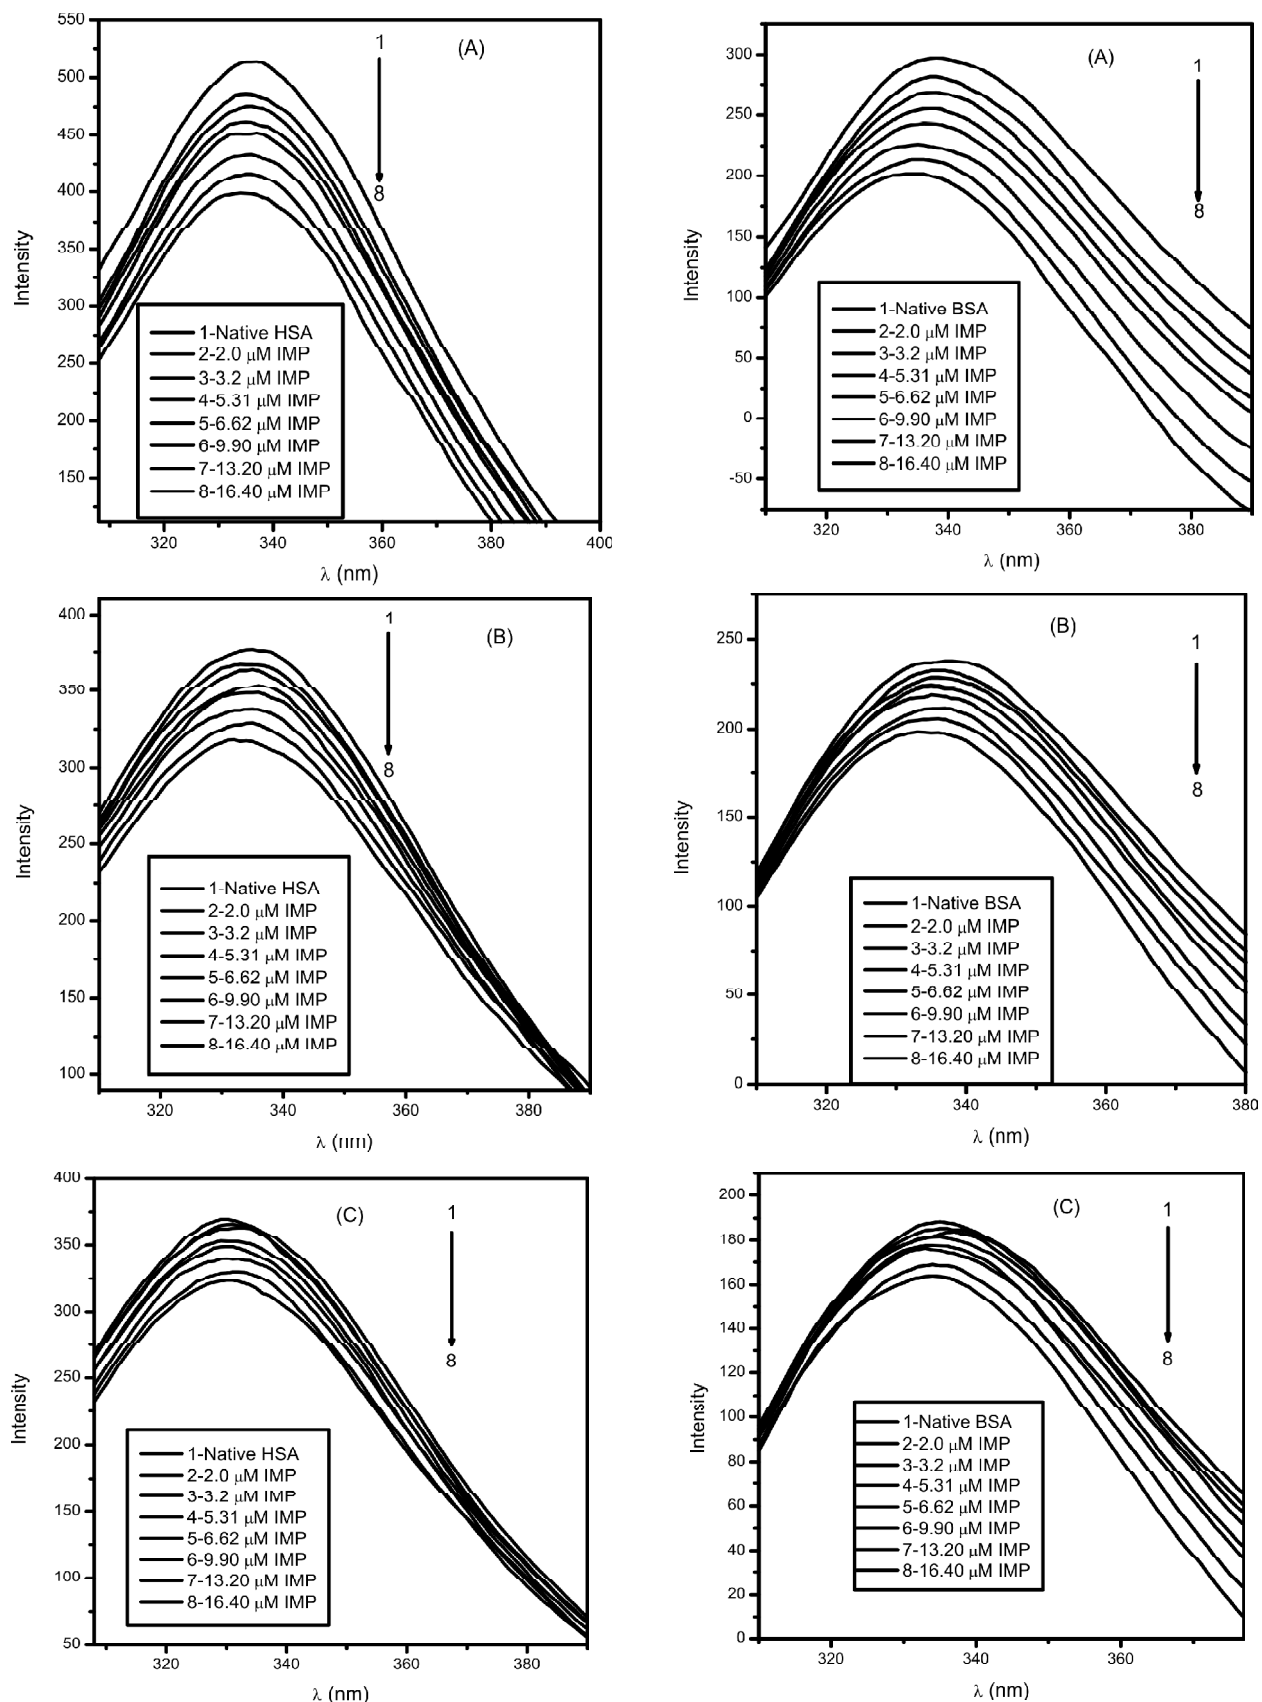 550
500
450
400
350
300
250
200
150
320
340
360
380
400
Intensity
λ (nm)
(A)
1
8
1-Native HSA
2-2.0 μM IMP
3-3.2 μM IMP
4-5.31 μM IMP
5-6.62 μM IMP
6-9.90 μM IMP
7-13.20 μM IMP
8-16.40 μM IMP
300
250
200
150
100
50
0
-50
320
340
360
380
Intensity
λ (nm)
(A)
1
8
1-Native BSA
2-2.0 μM IMP
3-3.2 μM IMP
4-5.31 μM IMP
5-6.62 μM IMP
6-9.90 μM IMP
7-13.20 μM IMP
8-16.40 μM IMP
400
350
300
250
200
150
100
320
340
360
380
Intensity
λ (nm)
(B)
1
8
1-Native HSA
2-2.0 μM IMP
3-3.2 μM IMP
4-5.31 μM IMP
5-6.62 μM IMP
6-9.90 μM IMP
7-13.20 μM IMP
8-16.40 μM IMP
250
200
150
100
50
0
320
340
360
380
Intensity
λ (nm)
(B)
1
8
1-Native BSA
2-2.0 μM IMP
3-3.2 μM IMP
4-5.31 μM IMP
5-6.62 μM IMP
6-9.90 μM IMP
7-13.20 μM IMP
8-16.40 μM IMP
400
350
300
250
200
150
100
50
320
340
360
380
Intensity
λ (nm)
(C)
1
8
1-Native HSA
2-2.0 μM IMP
3-3.2 μM IMP
4-5.31 μM IMP
5-6.62 μM IMP
6-9.90 μM IMP
7-13.20 μM IMP
8-16.40 μM IMP
200
180
160
140
120
100
80
60
40
20
0
320
340
360
Intensity
λ (nm)
(C)
1
8
1-Native BSA
2-2.0 μM IMP
3-3.2 μM IMP
4-5.31 μM IMP
5-6.62 μM IMP
6-9.90 μM IMP
7-13.20 μM IMP
8-16.40 μM IMP